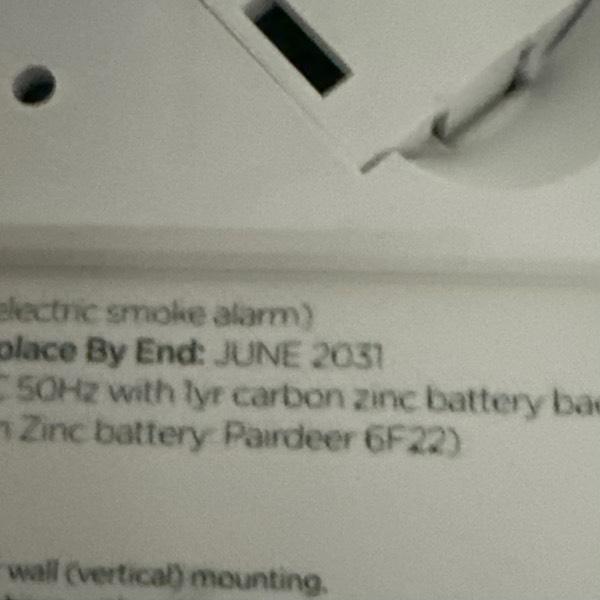 electric smoke alarm)
place By End: JUNE 2031
50Hz with 1yr carbon zinc battery
Zinc battery: Pairdeer 6F22)
wall (vertical) mounting.